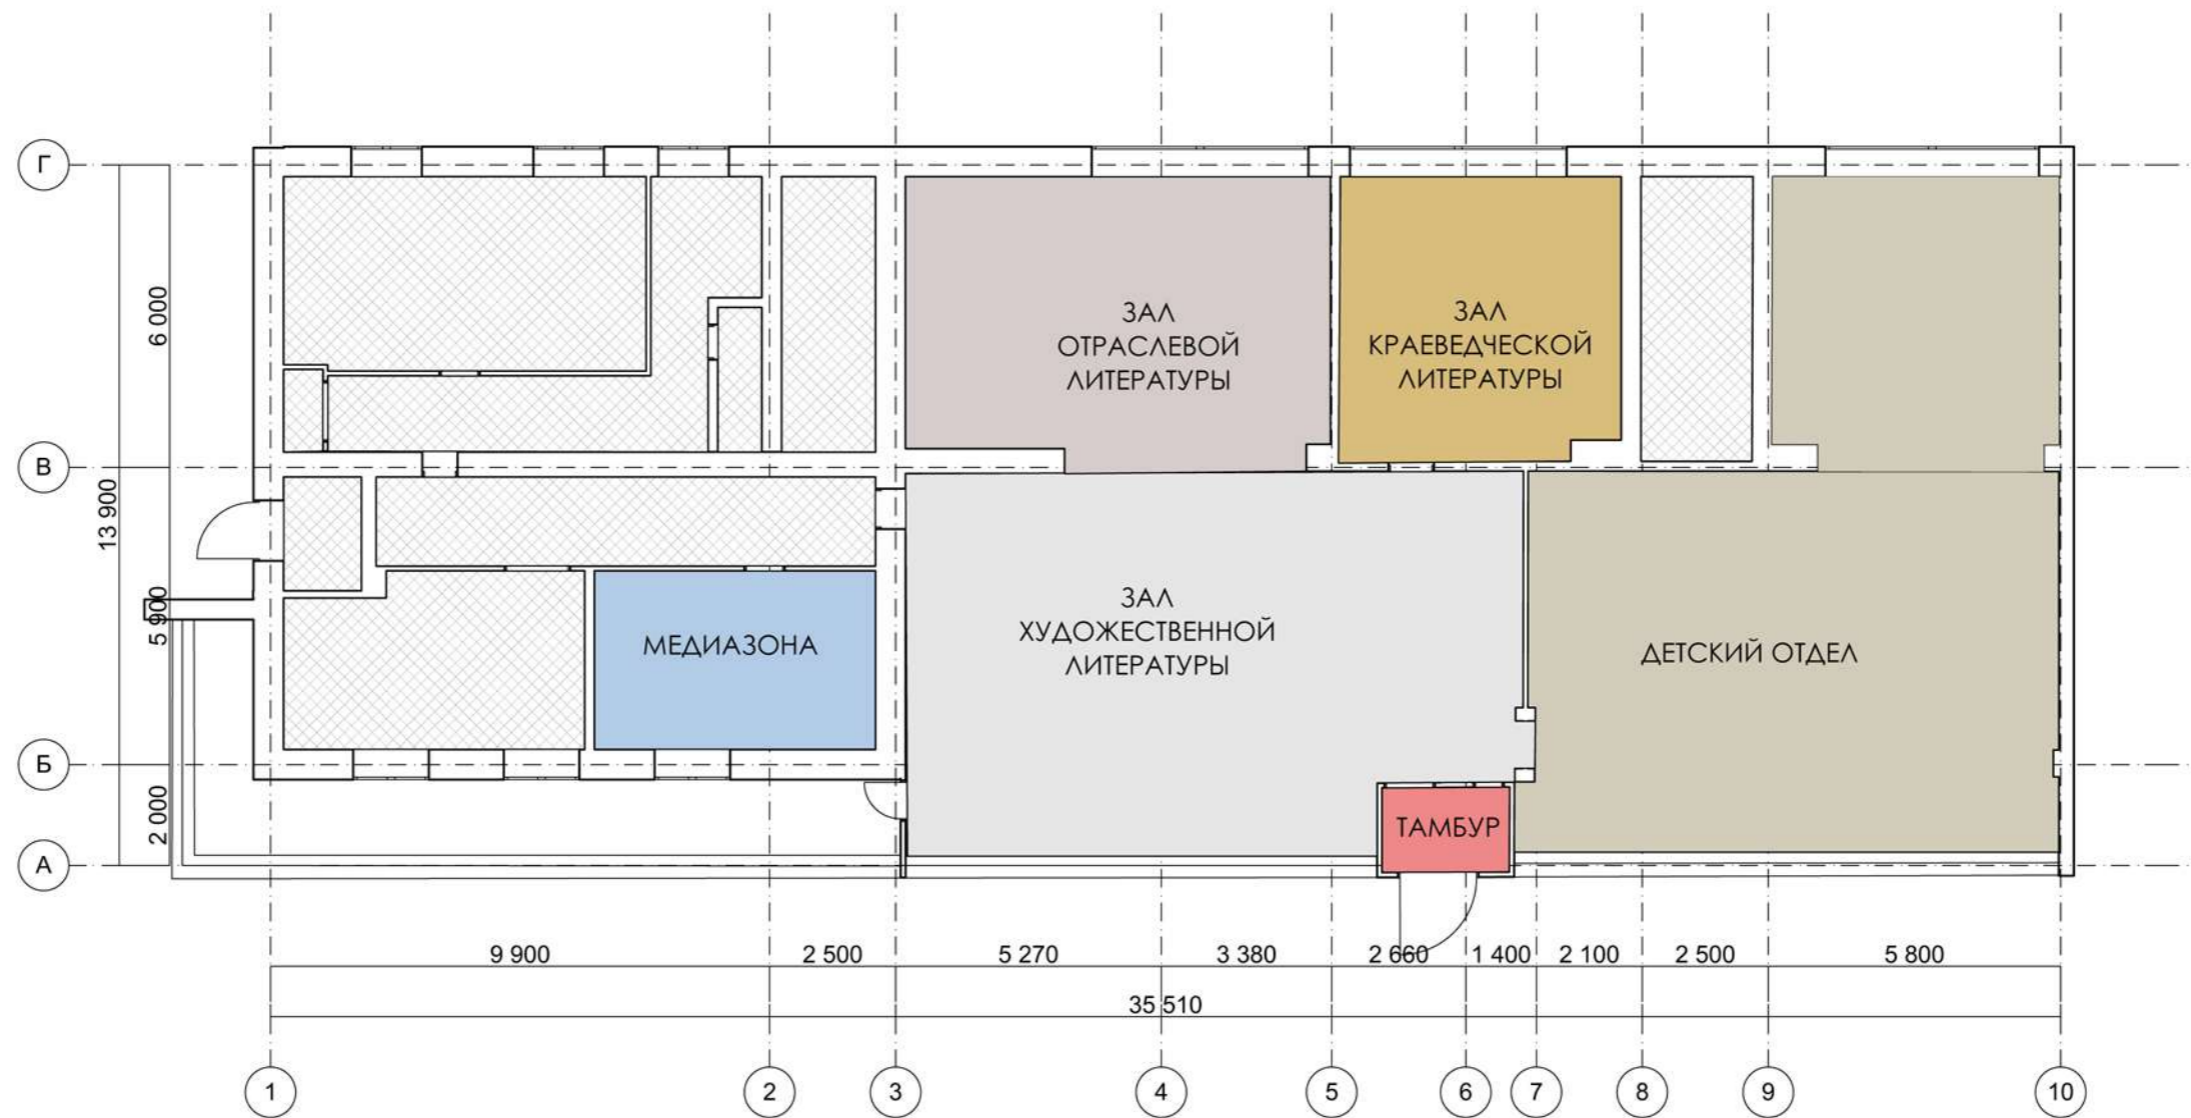 Г
6 000
ЗАЛ
ОТРАСЛЕВОЙ
ЛИТЕРАТУРЫ
ЗАЛ
КРАЕВЕДЧЕСКОЙ
ЛИТЕРАТУРЫ
В
13 900
5 900
МЕДИАЗОНА
ЗАЛ
ХУДОЖЕСТВЕННОЙ
ЛИТЕРАТУРЫ
ДЕТСКИЙ ОТДЕЛ
Б
2 000
ТАМБУР
А
9 900 2 500 5 270 3 380 2 660 1 400 2 100 2 500 5 800
35 510
1 2 3 4 5 6 7 8 9 10